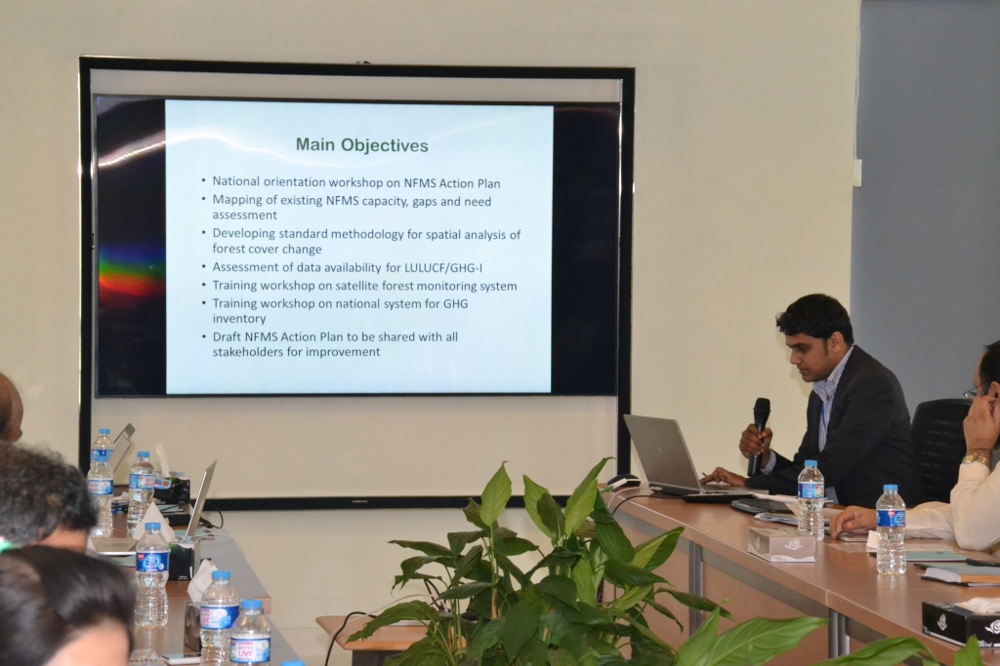 Main Objectives
• National orientation workshop on NFMS Action Plan
• Mapping of existing NFMS capacity, gaps and need
assessment
• Developing standard methodology for spatial analysis of
forest cover change
• Assessment of data availability for LULUCF/GHG-I
• Training workshop on satellite forest monitoring system
• Training workshop on national system for GHG
inventory
• Draft NFMS Action Plan to be shared with all
stakeholders for improvement